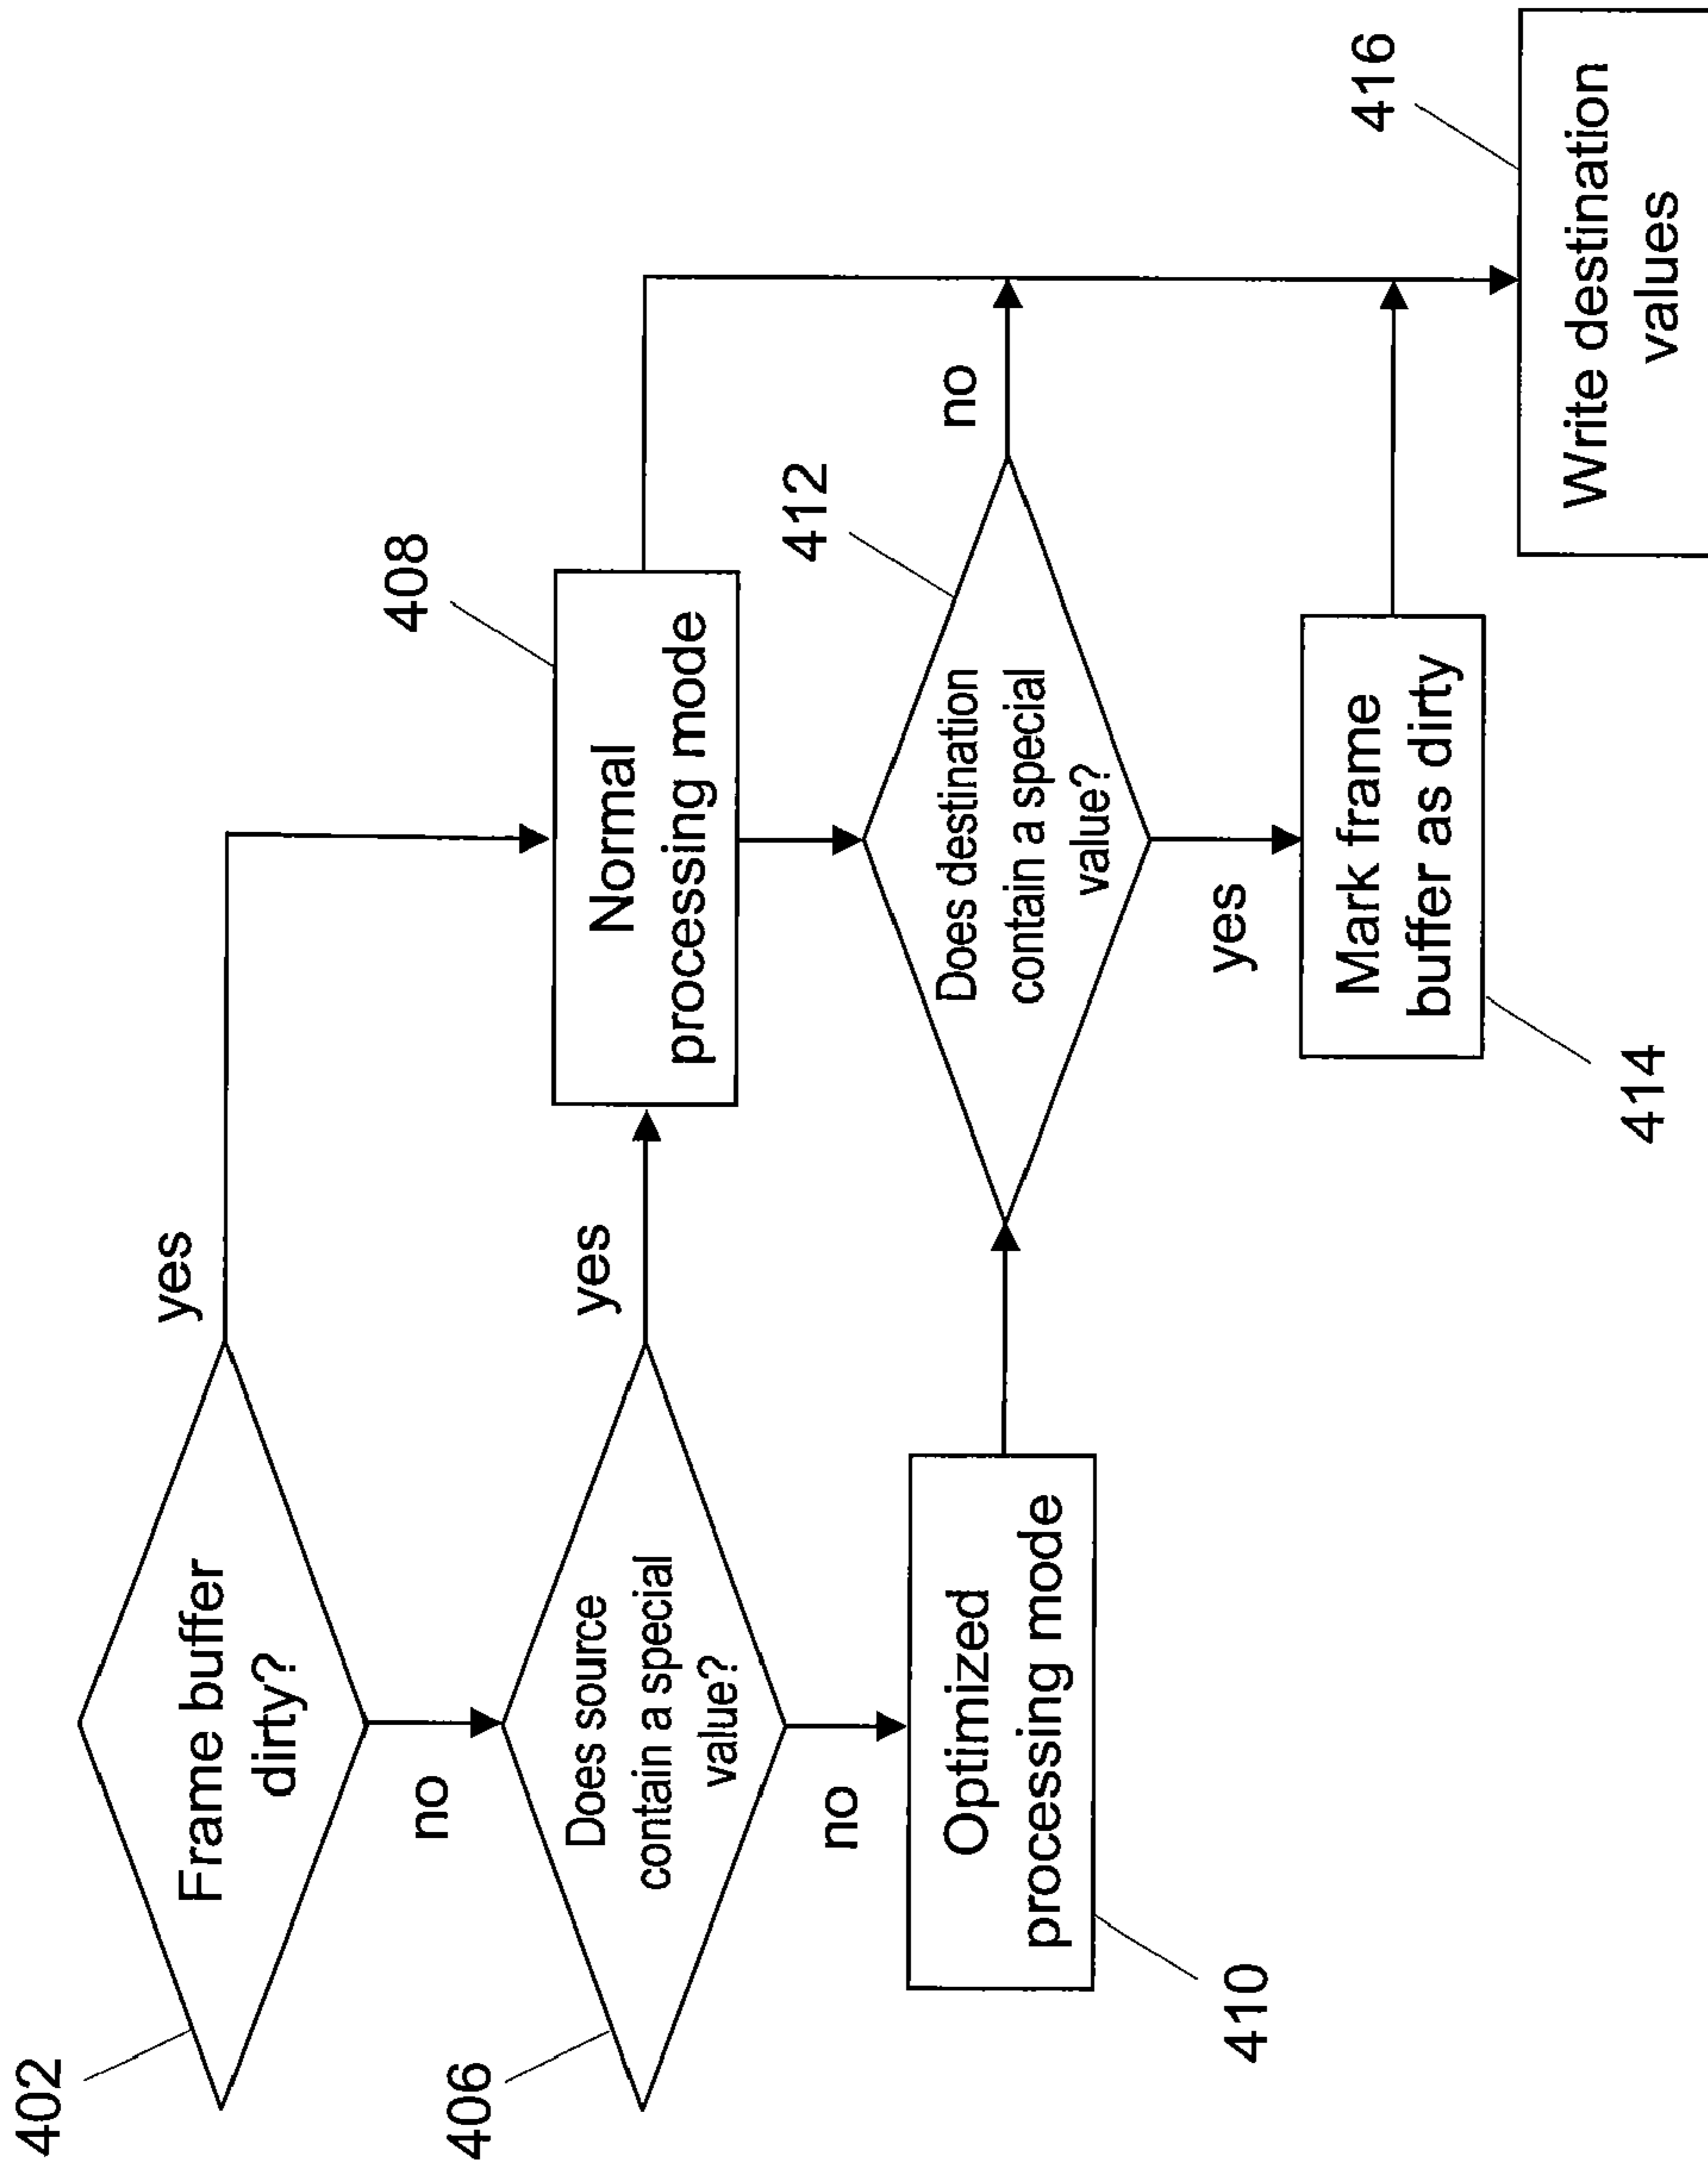 402
Frame buffer
dirty?
yes
no
406
Does source
contain a special
value?
yes
no
408
Normal
processing mode
410
Optimized
processing mode
412
Does destination
contain a special
value?
no
yes
414
Mark frame
buffer as dirty
416
Write destination
values